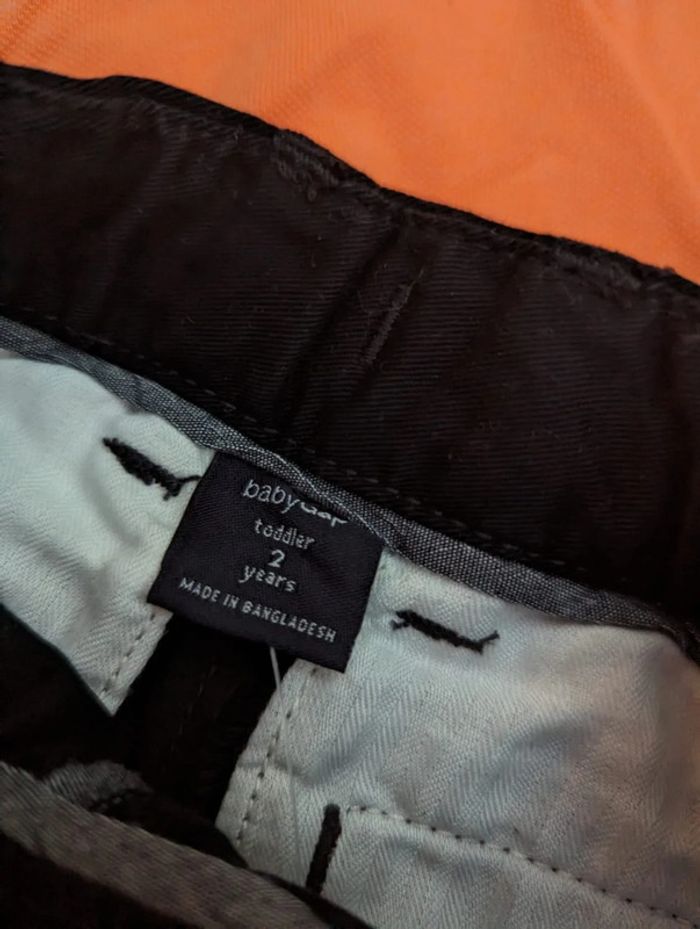 babyGap
toddler
2
years
MADE IN BANGLADESH